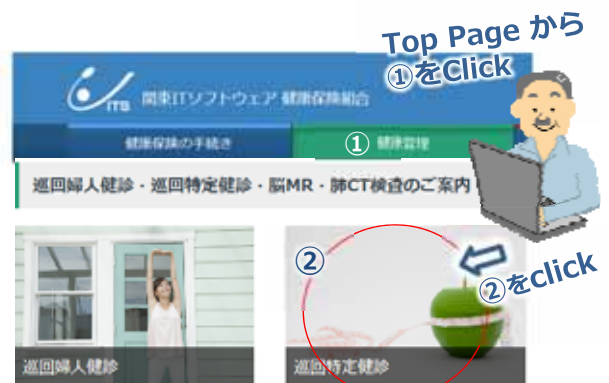 Top Page から
①をClick
ITS 関東ITソフトウェア 健康保険組合
健康保険の手続き
① 健康管理
巡回婦人健診・巡回特定健診・脳MR・肺CT検査のご案内
②
②をclick
巡回婦人健診
巡回特定健診